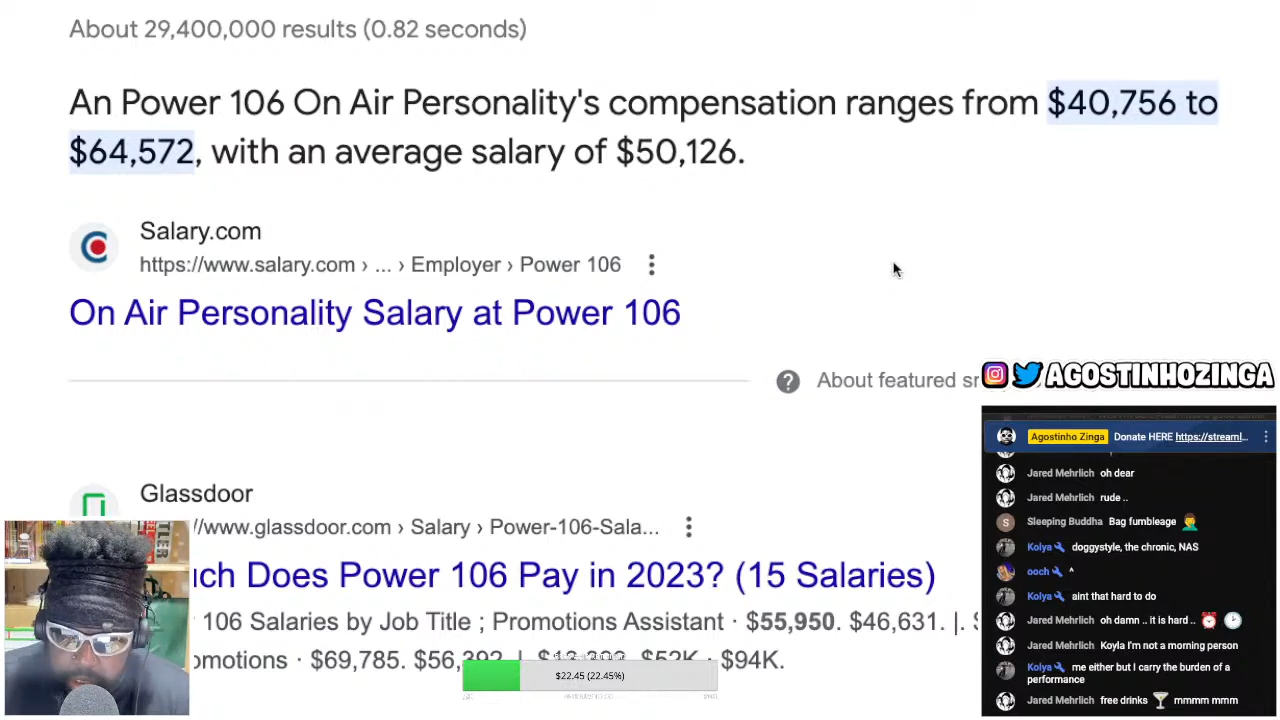 About 29,400,000 results (0.82 seconds)
An Power 106 On Air Personality's compensation ranges from $40,756 to
$64,572, with an average salary of $50,126.
Salary.com
https://www.salary.com › ... › Employer › Power 106
On Air Personality Salary at Power 106
About featured sn
AGOSTINHOZINGA
Glassdoor
//www.glassdoor.com › Salary › Power-106-Sala...
uch Does Power 106 Pay in 2023? (15 Salaries)
106 Salaries by Job Title ; Promotions Assistant · $55,950. $46,631. |.
omotions · $69,785. $56,392. | $52K · $94K.
$22.45 (22.45%)
Agostinho Zinga Donate HERE https://streaml...
Jared Mehrlich oh dear
Jared Mehrlich rude ..
Sleeping Buddha Bag fumbleage 🤦‍♂️
Kolya doggystyle, the chronic, NAS
ooch ^
Kolya aint that hard to do
Jared Mehrlich oh damn .. it is hard .. ⏰ 🕑
Jared Mehrlich Kolya I'm not a morning person
Kolya me either but I carry the burden of a
performance
Jared Mehrlich free drinks 🍸 mmmm mmm